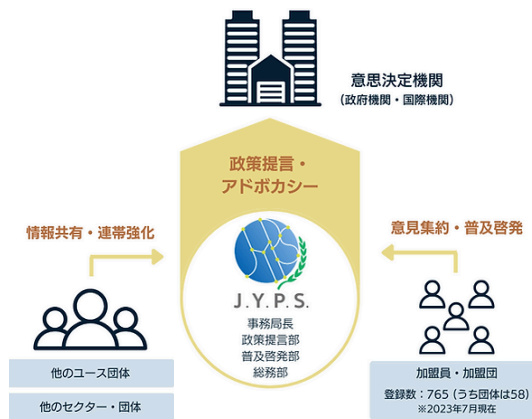 意思決定機関
（政府機関・国際機関）
政策提言・
アドボカシー
情報共有・連帯強化
意見集約・普及啓発
J.Y.P.S.
事務局長
政策提言部
普及啓発部
総務部
他のユース団体
他のセクター・団体
加盟員・加盟団
登録数：765（うち団体は58）
※2023年7月現在